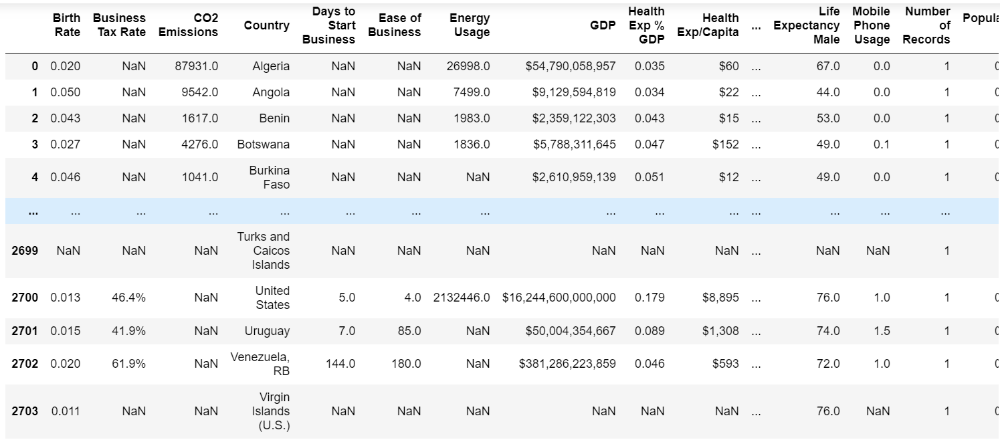 Birth Rate Business Tax Rate CO2 Emissions Country Days to Start Business Ease of Business Energy Usage GDP Health Exp % GDP Health Exp/Capita ... Life Expectancy Male Mobile Phone Usage Number of Records
0 0.020 NaN 87931.0 Algeria NaN NaN 26998.0 $54,790,058,957 0.035 $60 ... 67.0 0.0 1
1 0.050 NaN 9542.0 Angola NaN NaN 7499.0 $9,129,594,819 0.034 $22 ... 44.0 0.0 1
2 0.043 NaN 1617.0 Benin NaN NaN 1983.0 $2,359,122,303 0.043 $15 ... 53.0 0.0 1
3 0.027 NaN 4276.0 Botswana NaN NaN 1836.0 $5,788,311,645 0.047 $152 ... 49.0 0.1 1
4 0.046 NaN 1041.0 Burkina Faso NaN NaN NaN $2,610,959,139 0.051 $12 ... 49.0 0.0 1
... ... ... ... ... ... ... ... ... ... ... ... ... ... ...
2699 NaN NaN NaN Turks and Caicos Islands NaN NaN NaN NaN NaN NaN ... NaN NaN 1
2700 0.013 46.4% NaN United States 5.0 4.0 2132446.0 $16,244,600,000,000 0.179 $8,895 ... 76.0 1.0 1
2701 0.015 41.9% NaN Uruguay 7.0 85.0 NaN $50,004,354,667 0.089 $1,308 ... 74.0 1.5 1
2702 0.020 61.9% NaN Venezuela, RB 144.0 180.0 NaN $381,286,223,859 0.046 $593 ... 72.0 1.0 1
2703 0.011 NaN NaN Virgin Islands (U.S.) NaN NaN NaN NaN NaN NaN ... 76.0 NaN 1